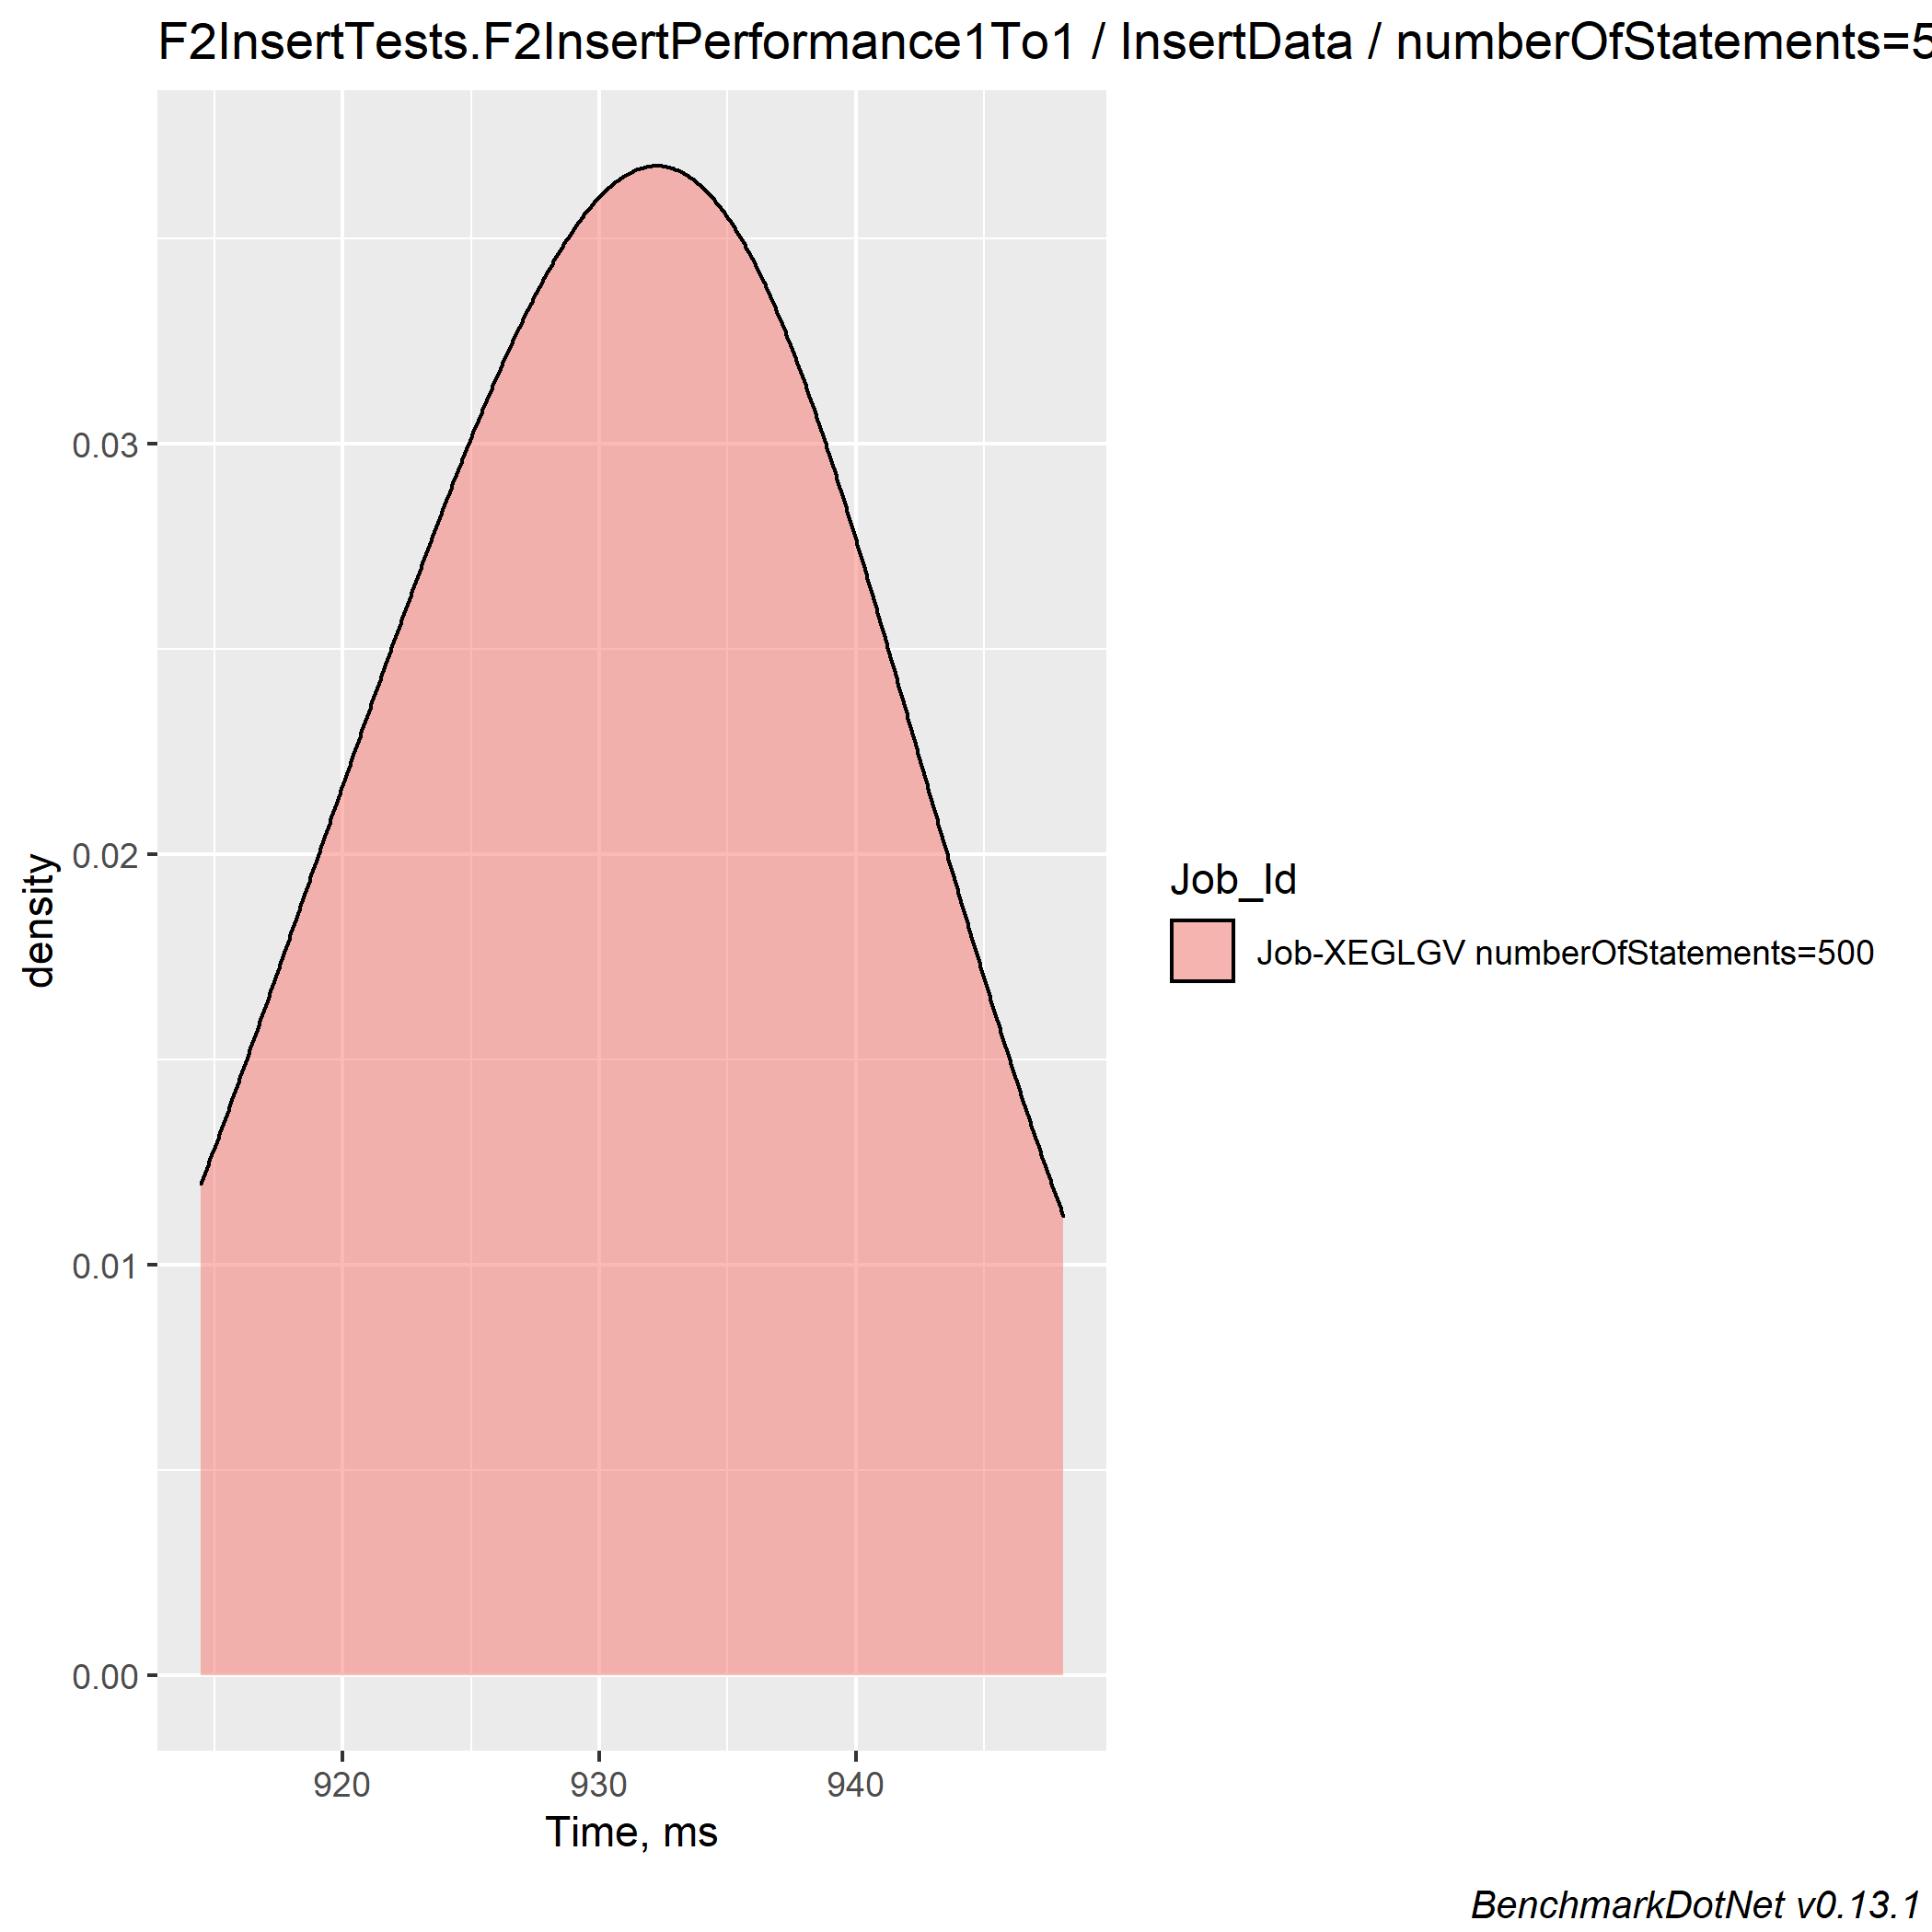 F2InsertTests.F2InsertPerformance1To1 / InsertData / numberOfStatements=5
0.03
0.02
0.01
0.00
density
920 930 940
Time, ms
Job_Id
Job-XEGLGV numberOfStatements=500
BenchmarkDotNet v0.13.1